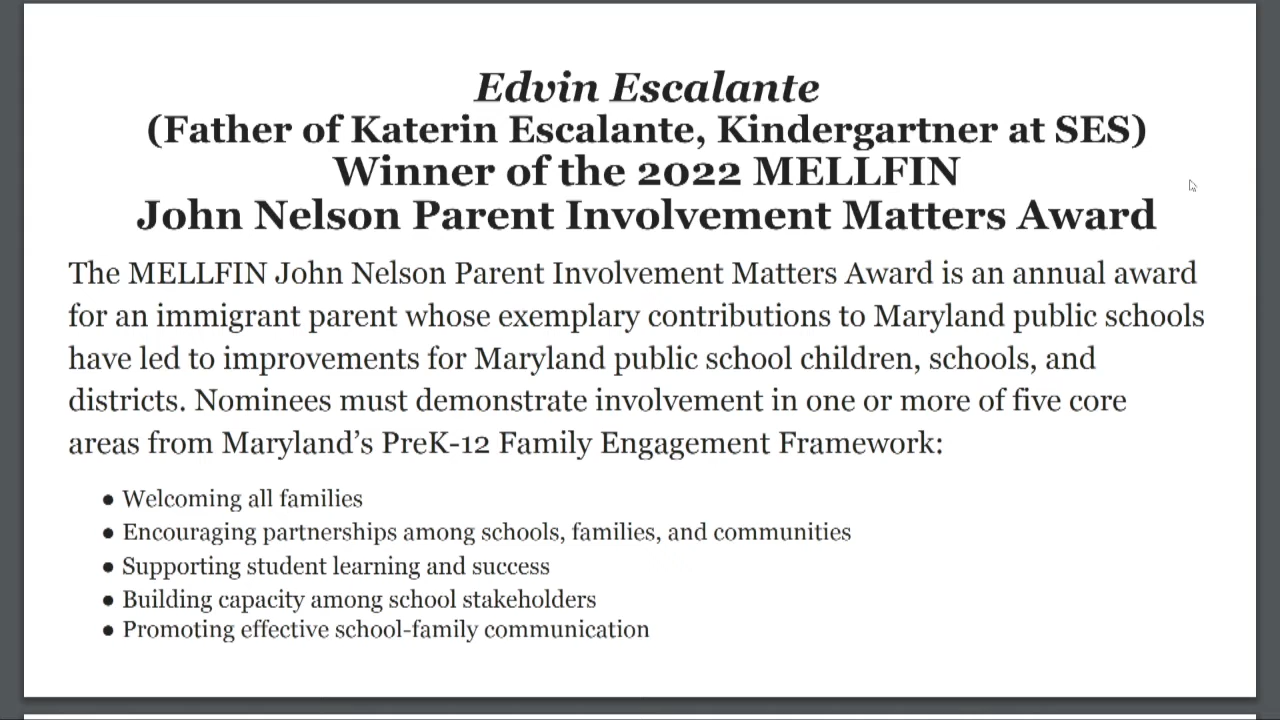 Edvin Escalante
(Father of Katerin Escalante, Kindergartner at SES)
Winner of the 2022 MELLFIN
John Nelson Parent Involvement Matters Award
The MELLFIN John Nelson Parent Involvement Matters Award is an annual award
for an immigrant parent whose exemplary contributions to Maryland public schools
have led to improvements for Maryland public school children, schools, and
districts. Nominees must demonstrate involvement in one or more of five core
areas from Maryland’s PreK-12 Family Engagement Framework:
● Welcoming all families
● Encouraging partnerships among schools, families, and communities
● Supporting student learning and success
● Building capacity among school stakeholders
● Promoting effective school-family communication